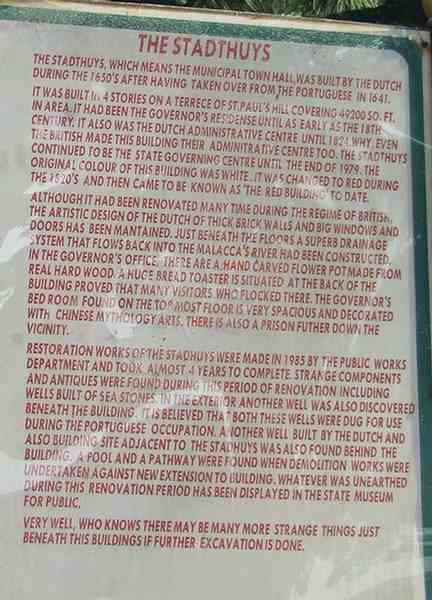 THE STADTHUYS
THE STADTHUYS, WHICH MEANS THE MUNICIPAL TOWN HALL WAS BUILT BY THE DUTCH
DURING THE 1650'S AFTER HAVING TAKEN OVER FROM THE PORTUGUESE IN 1641.
IT WAS BUILT IN 4 STORIES ON A TERRECE OF ST.PAUL'S HILL COVERING 49200 SQ. FT.
IN AREA. IT HAD BEEN THE GOVERNOR'S RESIDENSE UNTIL AS EARLY AS THE 18TH
CENTURY. IT ALSO WAS THE DUTCH ADMINISTRATIVE CENTRE UNTIL 1824.WHY, EVEN
THE BRITISH MADE THIS BUILDING THEIR ADMINITRATIVE CENTRE TOO. THE STADTHUYS
CONTINUED TO BE THE STATE GOVERNING CENTRE UNTIL THE END OF 1979. THE
ORIGINAL COLOUR OF THIS BUILDING WAS WHITE. IT WAS CHANGED TO RED DURING
THE 1920'S AND THEN CAME TO BE KNOWN AS 'THE RED BUILDING' TO DATE.
ALTHOUGH IT HAD BEEN RENOVATED MANY TIME DURING THE REGIME OF BRITISH,
THE ARTISTIC DESIGN OF THE DUTCH OF THICK BRICK WALLS AND BIG WINDOWS AND
DOORS HAS BEEN MANTAINED. JUST BENEATH THE FLOORS A SUPERB DRAINAGE
SYSTEM THAT FLOWS BACK INTO THE MALACCA'S RIVER HAD BEEN CONSTRUCTED.
IN THE GOVERNOR'S OFFICE, THERE ARE A HAND CARVED FLOWER POT MADE FROM
REAL HARD WOOD. A HUGE BREAD TOASTER IS SITUATED AT THE BACK OF THE
BUILDING PROVED THAT MANY VISITORS WHO FLOCKED THERE. THE GOVERNOR'S
BED ROOM FOUND ON THE TOP MOST FLOOR IS VERY SPACIOUS AND DECORATED
WITH CHINESE MYTHOLOGY ARTS. THERE IS ALSO A PRISON FUTHER DOWN THE
VICINITY.
RESTORATION WORKS OF THE STADHUYS WERE MADE IN 1985 BY THE PUBLIC WORKS
DEPARTMENT AND TOOK ALMOST 4 YEARS TO COMPLETE. STRANGE COMPONENTS
AND ANTIQUES WERE FOUND DURING THIS PERIOD OF RENOVATION INCLUDING
WELLS BUILT OF SEA STONES. IN THE EXTERIOR ANOTHER WELL WAS ALSO DISCOVERED
BENEATH THE BUILDING. IT IS BELIEVED THAT BOTH THESE WELLS WERE DUG FOR USE
DURING THE PORTUGUESE OCCUPATION. ANOTHER WELL BUILT BY THE DUTCH AND
ALSO BUILDING SITE ADJACENT TO THE STADHUYS WAS ALSO FOUND BEHIND THE
BUILDING. A POOL AND A PATHWAY WERE FOUND WHEN DEMOLITION WORKS WERE
UNDERTAKEN AGAINST NEW EXTENSION TO BUILDING. WHATEVER WAS UNEARTHED
DURING THIS RENOVATION PERIOD HAS BEEN DISPLAYED IN THE STATE MUSEUM
FOR PUBLIC.
VERY WELL, WHO KNOWS THERE MAY BE MANY MORE STRANGE THINGS JUST
BENEATH THIS BUILDINGS IF FURTHER EXCAVATION IS DONE.